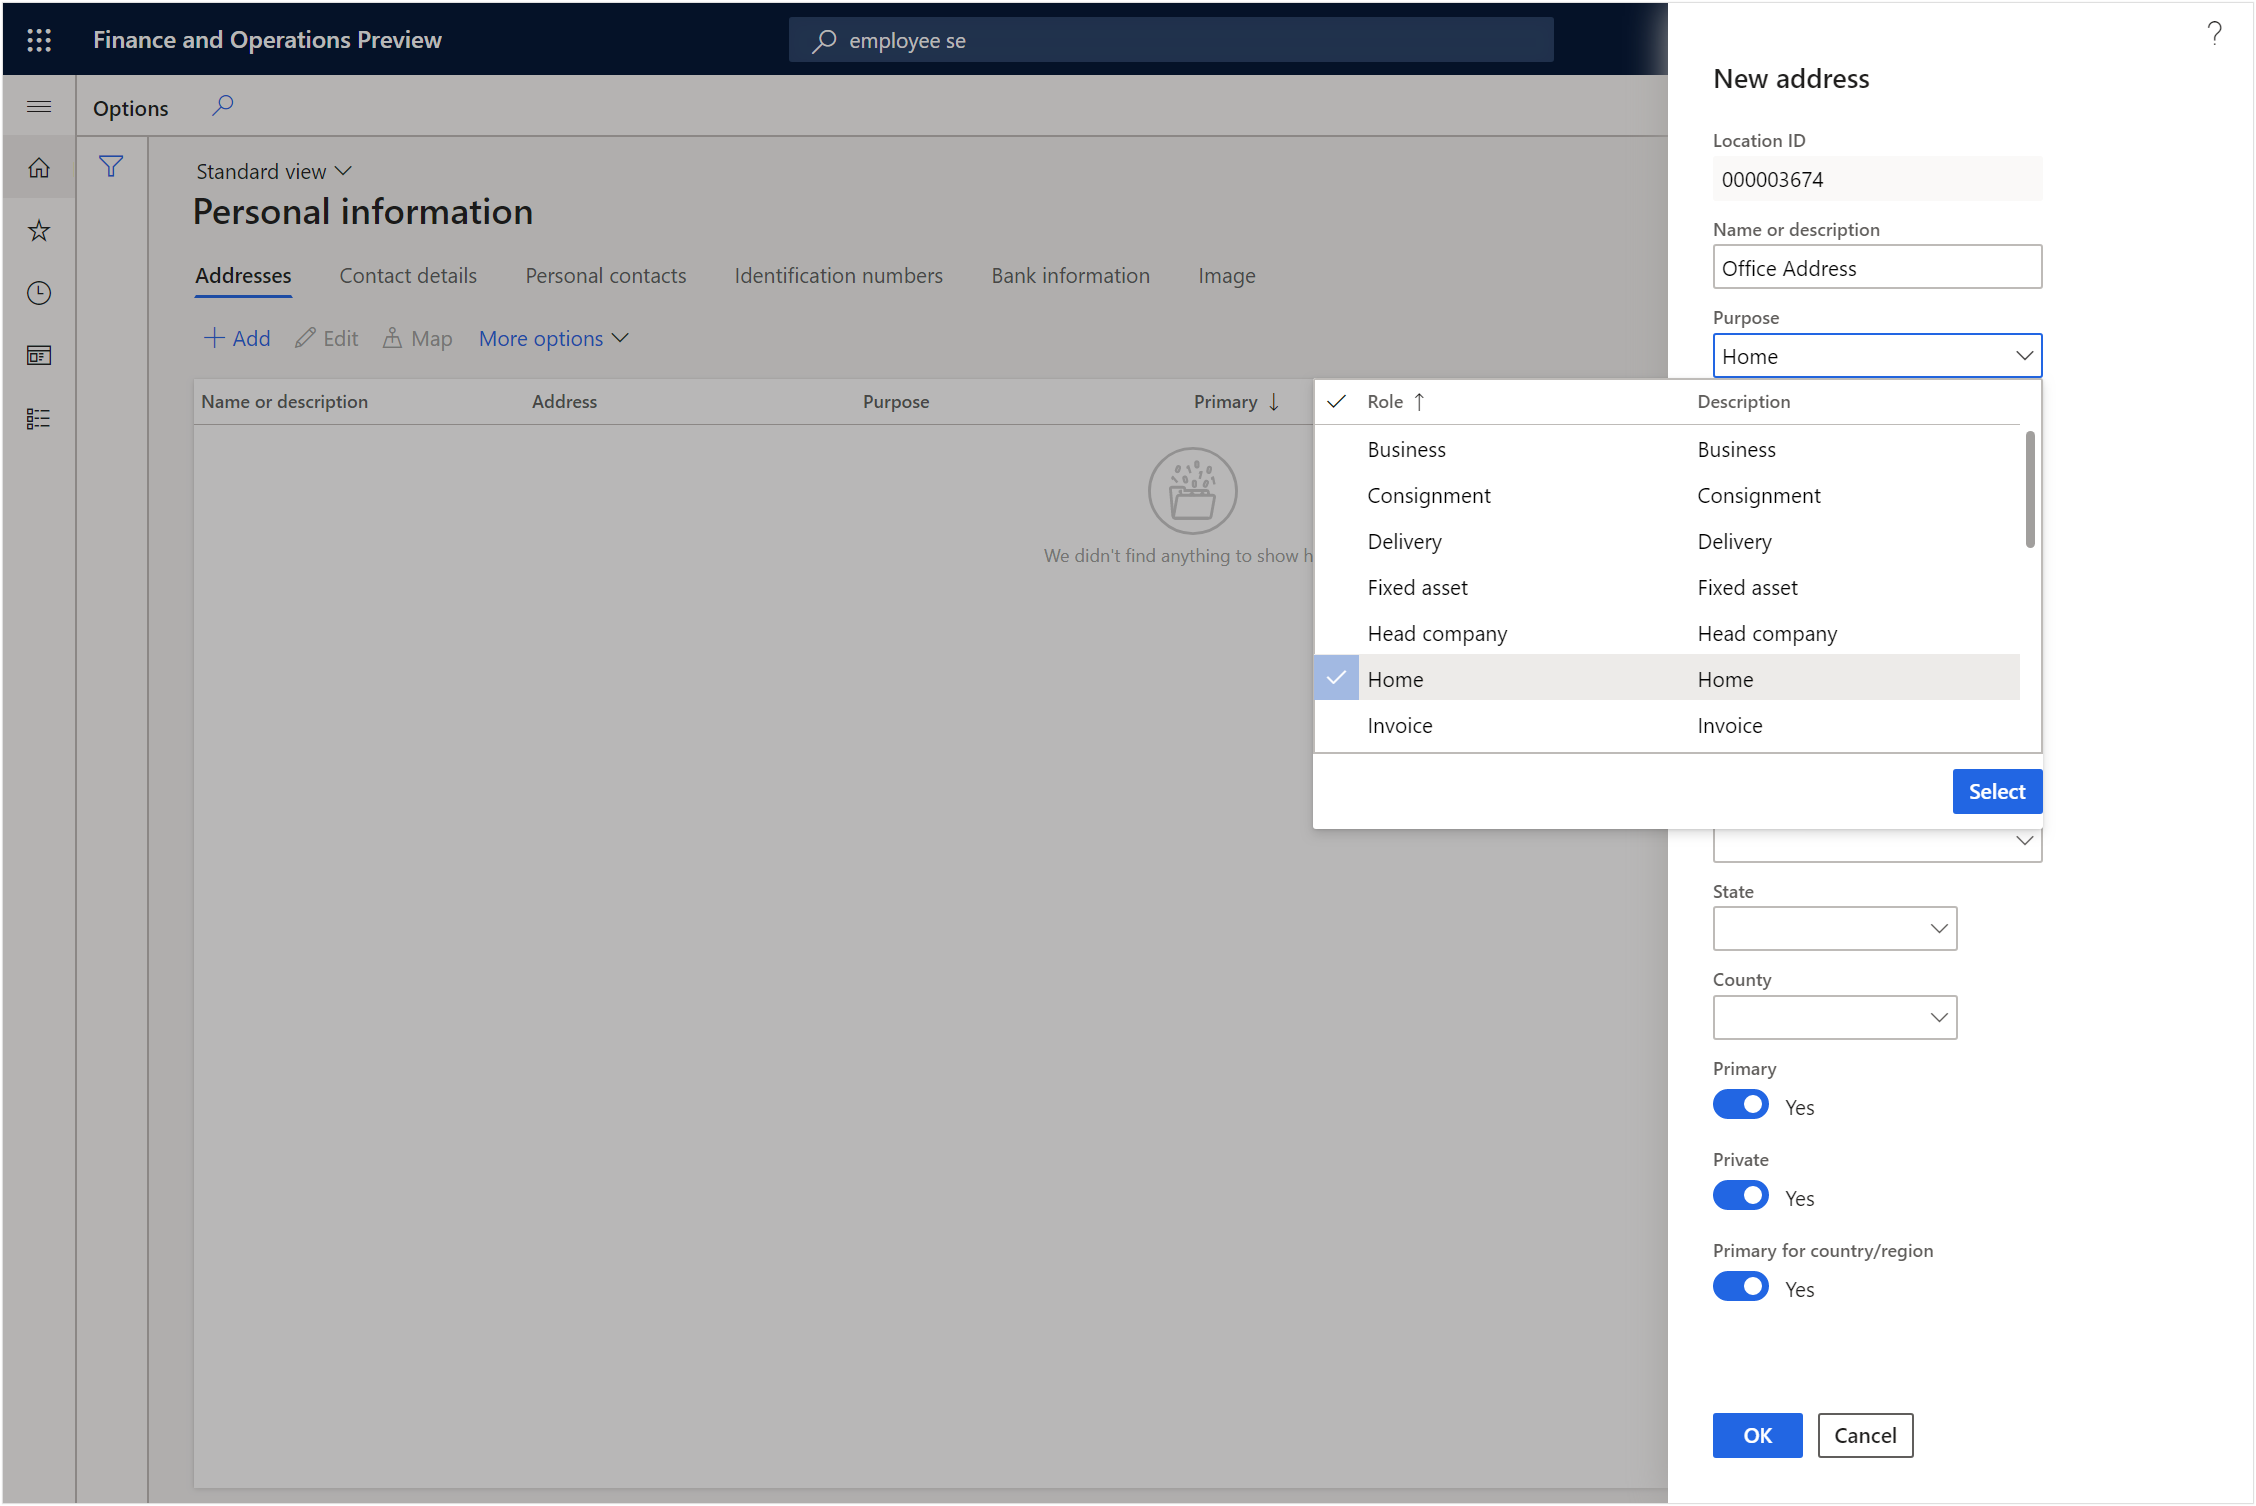 Finance and Operations Preview
employee se
?
Options
New address
Location ID
000003674
Standard view
Personal information
Name or description
Office Address
Addresses Contact details Personal contacts Identification numbers Bank information Image
Purpose
Home
Add Edit Map More options
Name or description Address Purpose Primary
Role Description
Business Business
Consignment Consignment
Delivery Delivery
We didn't find anything to show h
Fixed asset Fixed asset
Head company Head company
Home Home
Invoice Invoice
Select
State
County
Primary
Yes
Private
Yes
Primary for country/region
Yes
OK Cancel